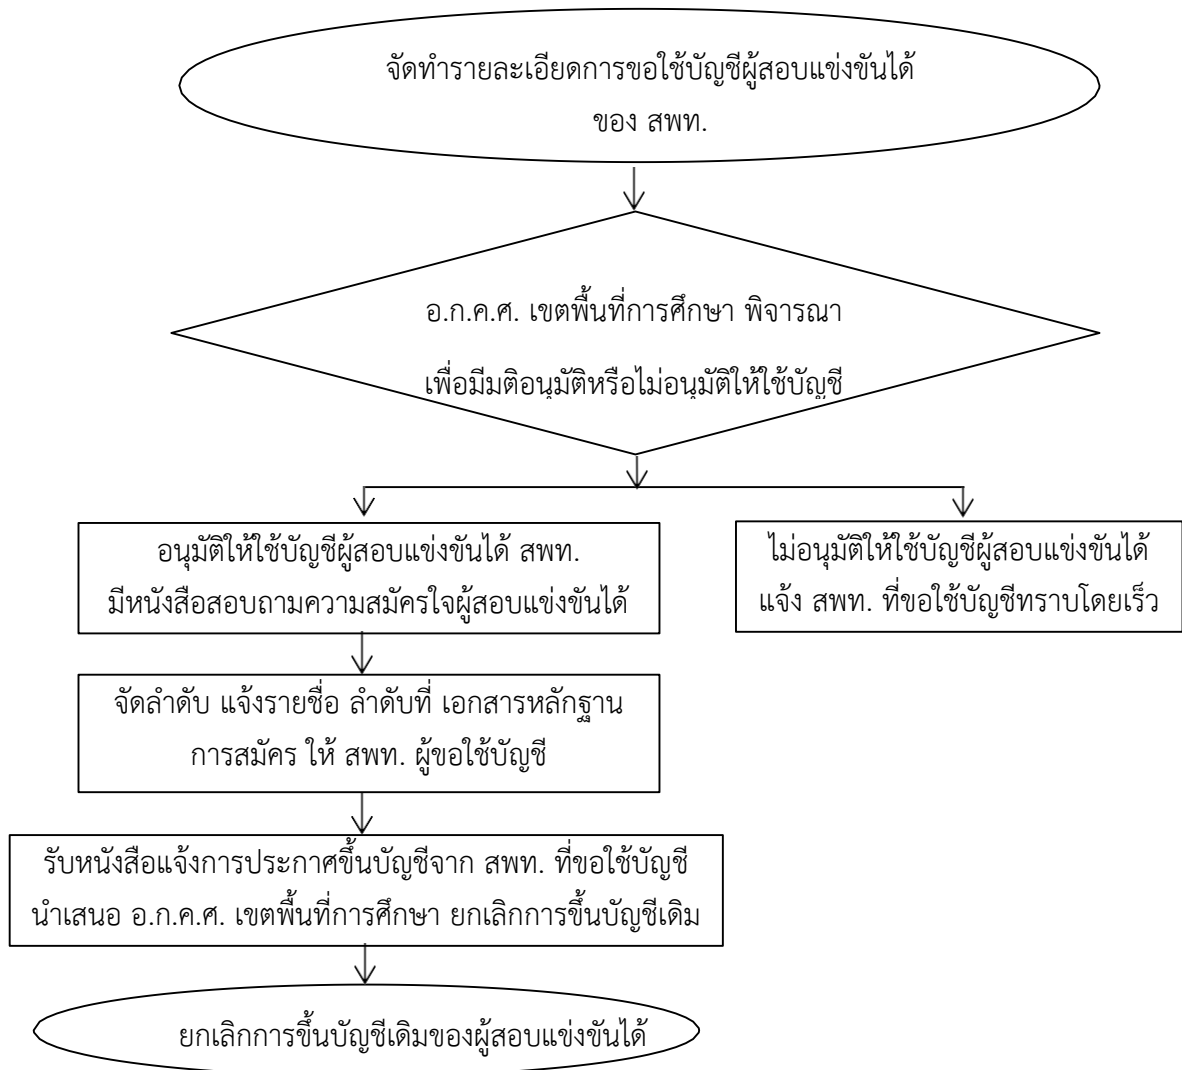 จัดทำรายละเอียดการขอใช้บัญชีผู้สอบแข่งขันได้
ของ สพท.
อ.ก.ค.ศ. เขตพื้นที่การศึกษา พิจารณา
เพื่อมีมติอนุมัติหรือไม่อนุมัติให้ใช้บัญชี
อนุมัติให้ใช้บัญชีผู้สอบแข่งขันได้ สพท.
มีหนังสือสอบถามความสมัครใจผู้สอบแข่งขันได้
ไม่อนุมัติให้ใช้บัญชีผู้สอบแข่งขันได้
แจ้ง สพท. ที่ขอใช้บัญชีทราบโดยเร็ว
จัดลำดับ แจ้งรายชื่อ ลำดับที่ เอกสารหลักฐาน
การสมัคร ให้ สพท. ผู้ขอใช้บัญชี
รับหนังสือแจ้งการประกาศขึ้นบัญชีจาก สพท. ที่ขอใช้บัญชี
นำเสนอ อ.ก.ค.ศ. เขตพื้นที่การศึกษา ยกเลิกการขึ้นบัญชีเดิม
ยกเลิกการขึ้นบัญชีเดิมของผู้สอบแข่งขันได้